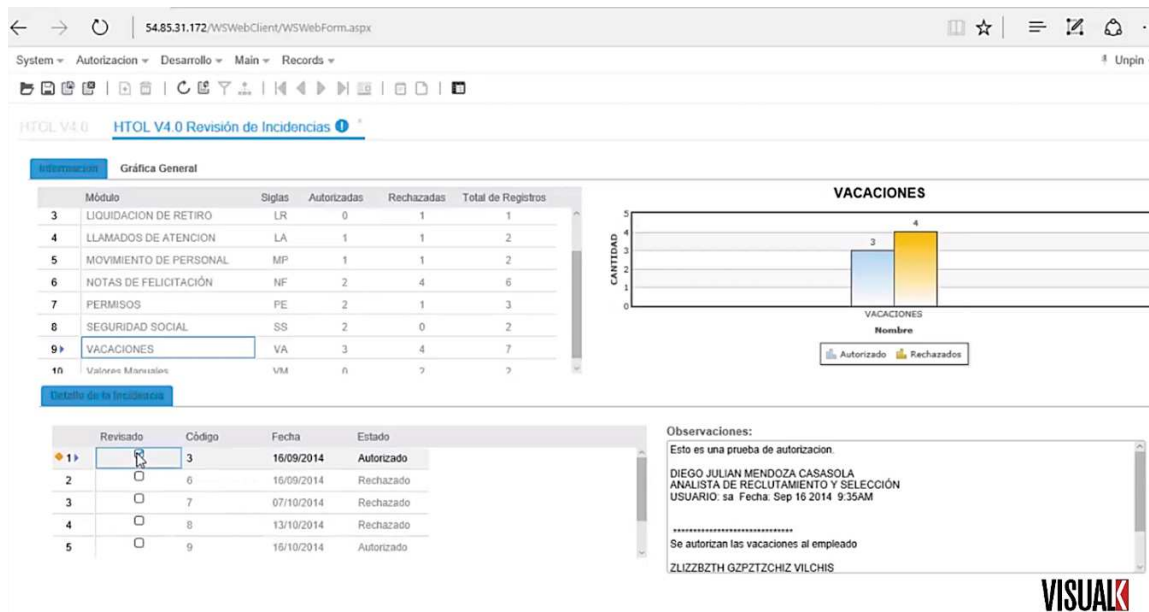 54.85.31.172/WSWebClient/WSWebForm.aspx
System Autorizacion Desarrollo Main Records Unpin
HTOL V4.0 HTOL V4.0 Revisión de Incidencias
Información Gráfica General
Módulo Siglas Autorizadas Rechazadas Total de Registros
3 LIQUIDACION DE RETIRO LR 0 1 1
4 LLAMADOS DE ATENCION LA 1 1 2
5 MOVIMIENTO DE PERSONAL MP 1 1 2
6 NOTAS DE FELICITACIÓN NF 2 4 6
7 PERMISOS PE 2 1 3
8 SEGURIDAD SOCIAL SS 2 0 2
9 VACACIONES VA 3 4 7
10 Valores Manuales VM 0 2 2
VACACIONES
CANTIDAD
5
4
3
2
1
0
3
4
VACACIONES
Nombre
Autorizado Rechazados
Detalle de la Incidencia
Revisado Código Fecha Estado
1 3 16/09/2014 Autorizado
2 6 16/09/2014 Rechazado
3 7 07/10/2014 Rechazado
4 8 13/10/2014 Rechazado
5 9 16/10/2014 Autorizado
Observaciones:
Esto es una prueba de autorizacion.
DIEGO JULIAN MENDOZA CASASOLA
ANALISTA DE RECLUTAMIENTO Y SELECCIÓN
USUARIO: sa Fecha: Sep 16 2014 9:35AM
******************************
Se autorizan las vacaciones al empleado
ZLIZZBZTH GZPZTZCHIZ VILCHIS
VISUALK